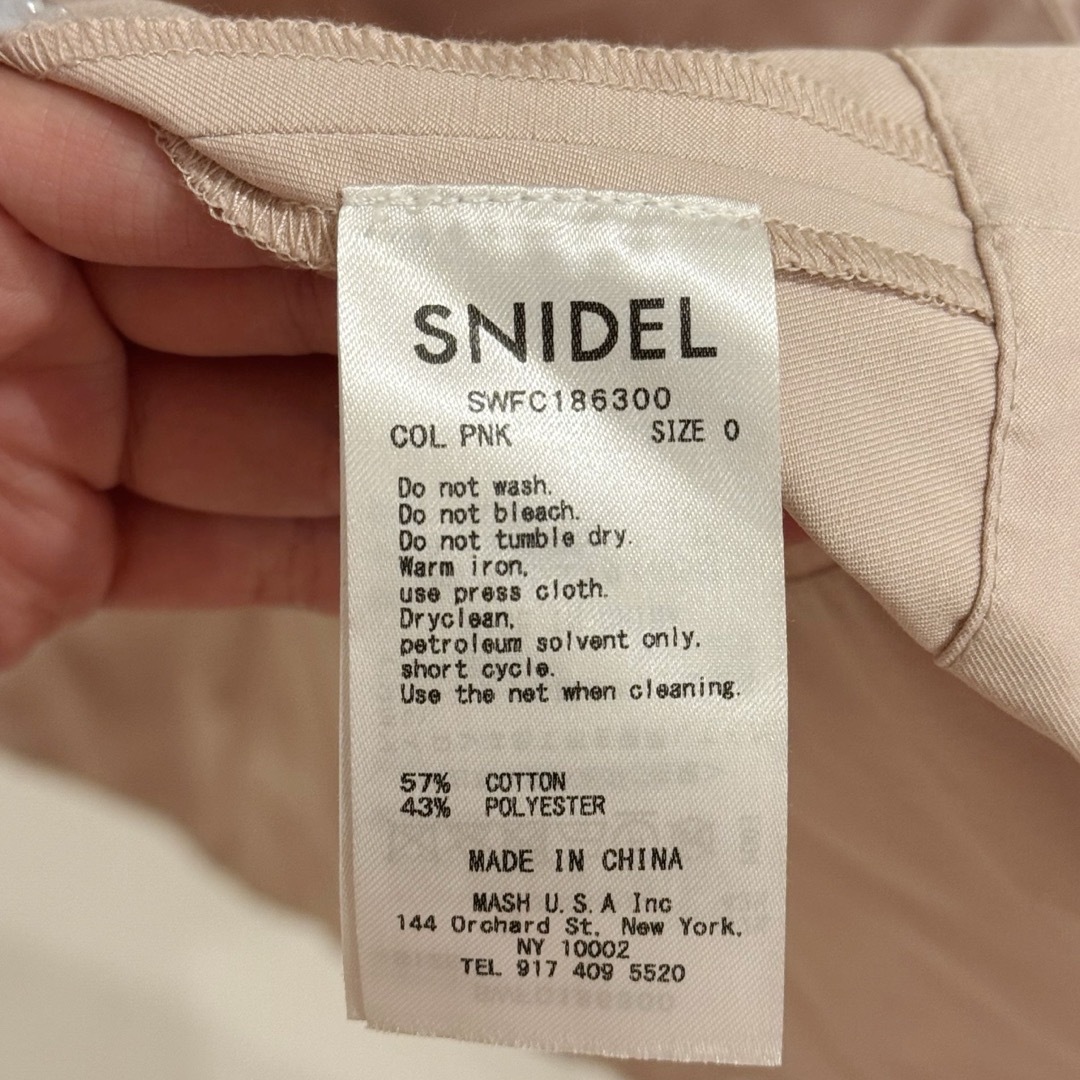 SNIDEL
SWFC186300
COL PNK SIZE 0
Do not wash.
Do not bleach.
Do not tumble dry.
Warm iron,
use press cloth.
Dryclean,
petroleum solvent only.
short cycle.
Use the net when cleaning.
57% COTTON
43% POLYESTER
MADE IN CHINA
MASH U.S.A Inc
144 Orchard St, New York,
NY 10002
TEL 917 409 5520